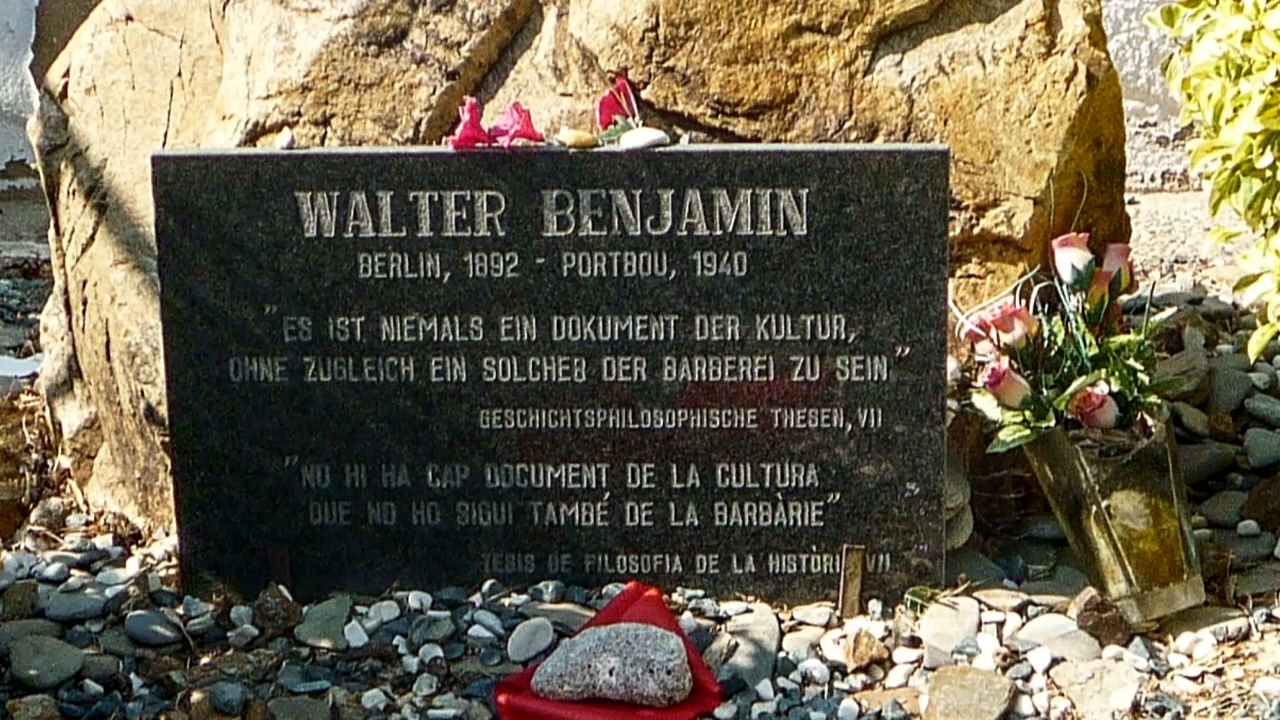 WALTER BENJAMIN
BERLIN, 1892 - PORTBOU, 1940
"ES IST NIEMALS EIN DOKUMENT DER KULTUR,
OHNE ZUGLEICH EIN SOLCHES DER BARBEREI ZU SEIN"
GESCHICHTSPHILOSOPHISCHE THESEN, VII
"NO HI HA CAP DOCUMENT DE LA CULTURA
QUE NO HO SIGUI TAMBÉ DE LA BARBÀRIE"
TESIS DE FILOSOFIA DE LA HISTÒRIA VII